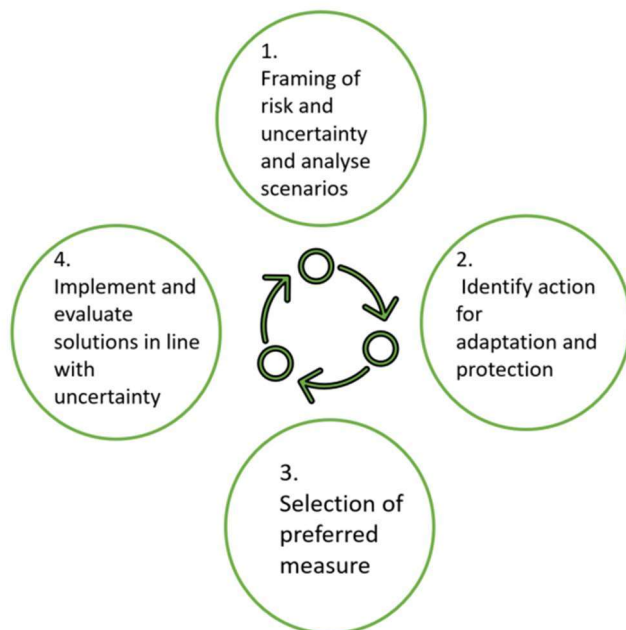 1.
Framing of
risk and
uncertainty
and analyse
scenarios
2.
Identify action
for
adaptation and
protection
3.
Selection of
preferred
measure
4.
Implement and
evaluate
solutions in line
with
uncertainty